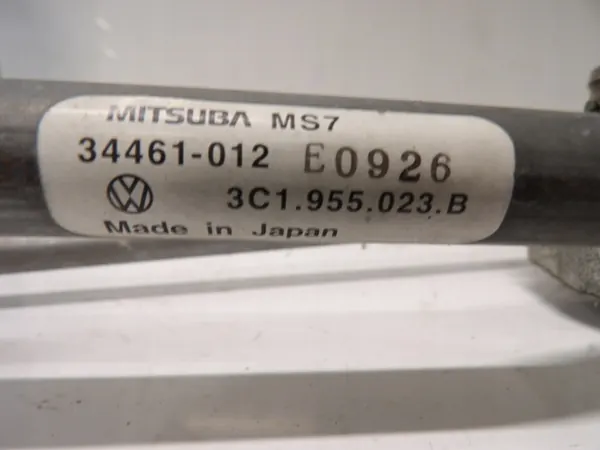 MITSUBA MS7
34461-012 E0926
3C1.955.023.B
Made in Japan